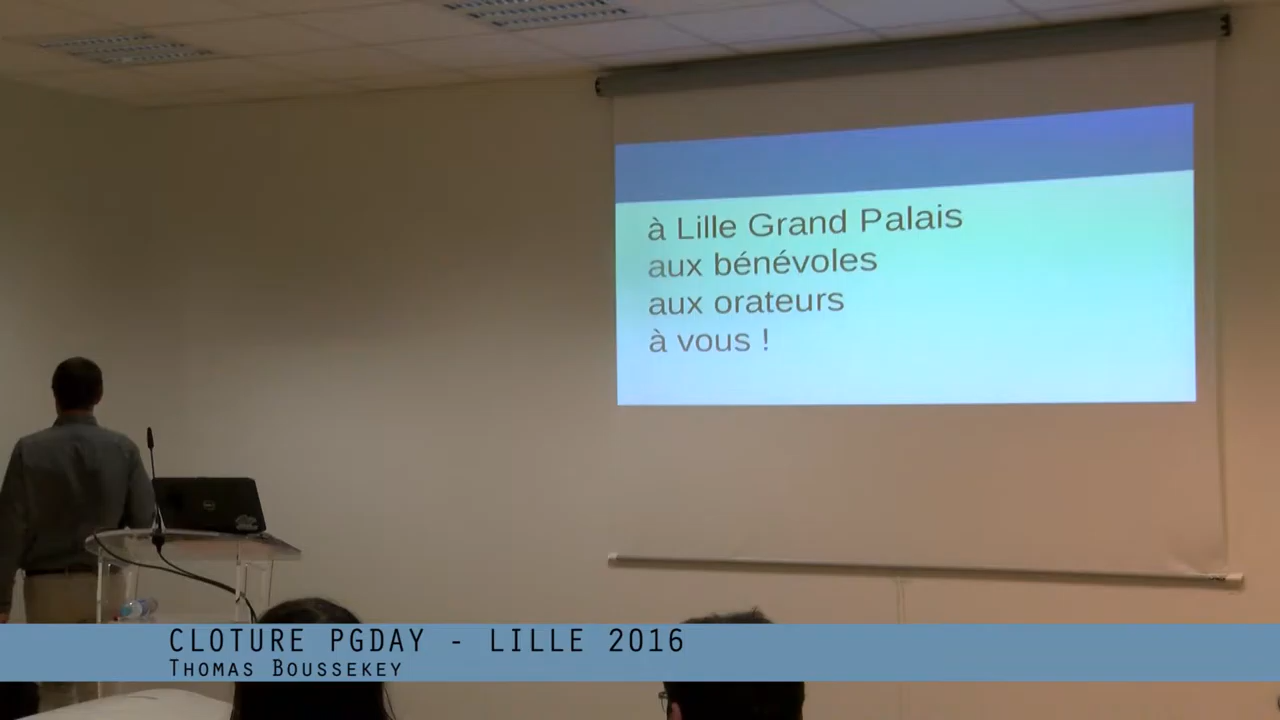 à Lille Grand Palais
aux bénévoles
aux orateurs
à vous !
CLOTURE PGDAY - LILLE 2016
THOMAS BOUSSEKEY